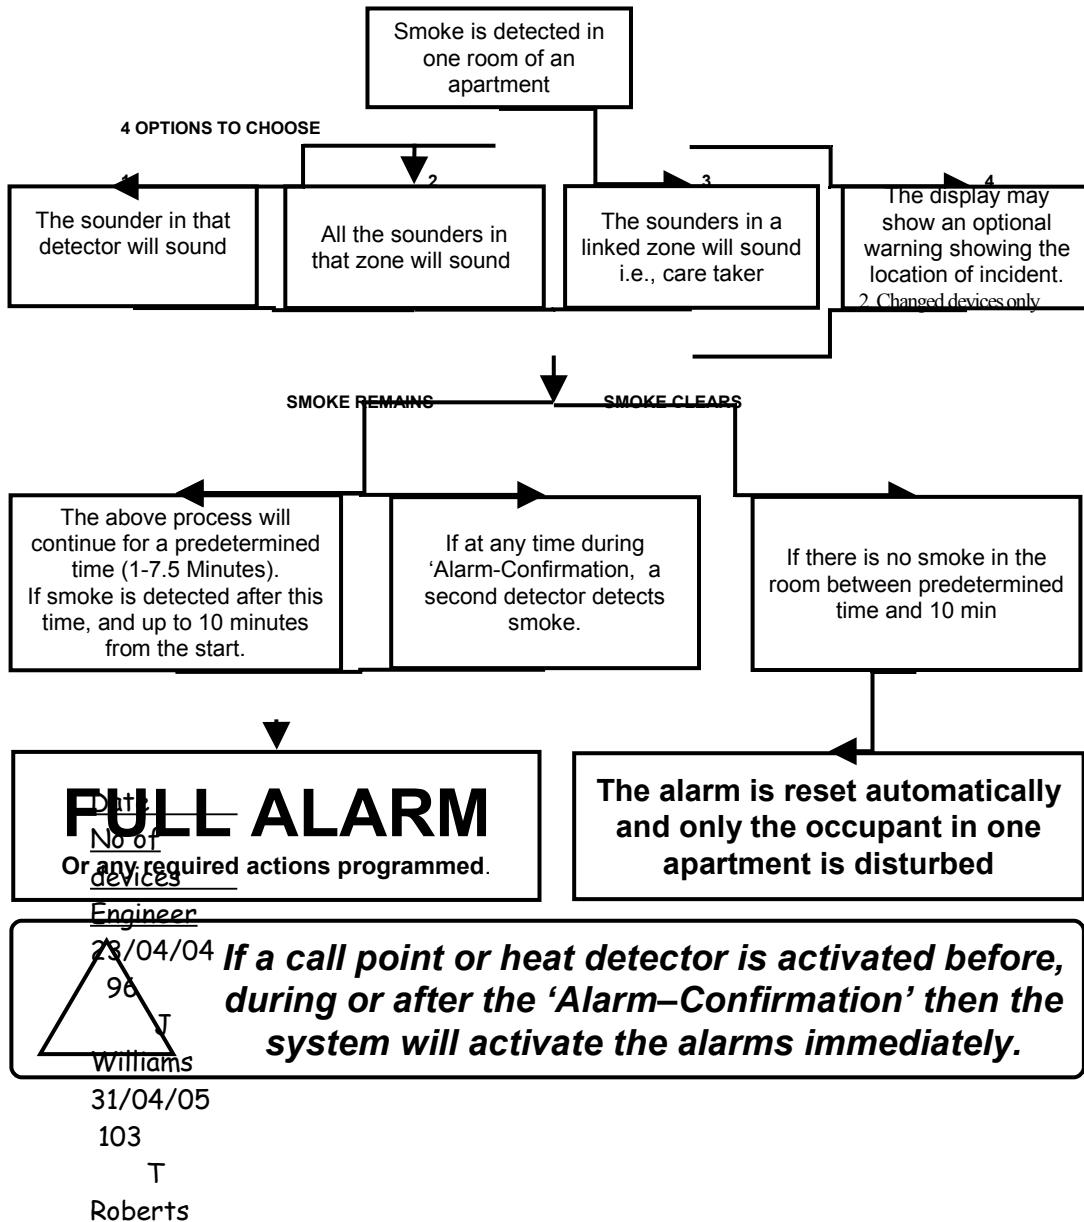 Smoke is detected in
one room of an
apartment
4 OPTIONS TO CHOOSE
1
2
3
4
The sounder in that
detector will sound
All the sounders in
that zone will sound
The sounders in a
linked zone will sound
i.e., care taker
The display may
show an optional
warning showing the
location of incident.
2. Changed devices only
SMOKE REMAINS
SMOKE CLEARS
The above process will
continue for a predetermined
time (1-7.5 Minutes).
If smoke is detected after this
time, and up to 10 minutes
from the start.
If at any time during
‘Alarm-Confirmation, a
second detector detects
smoke.
If there is no smoke in the
room between predetermined
time and 10 min
FULL ALARM
Or any required actions programmed.
The alarm is reset automatically
and only the occupant in one
apartment is disturbed
Date
No of
devices
Engineer
23/04/04
96
J
Williams
31/04/05
103
T
Roberts
If a call point or heat detector is activated before,
during or after the ‘Alarm–Confirmation’ then the
system will activate the alarms immediately.